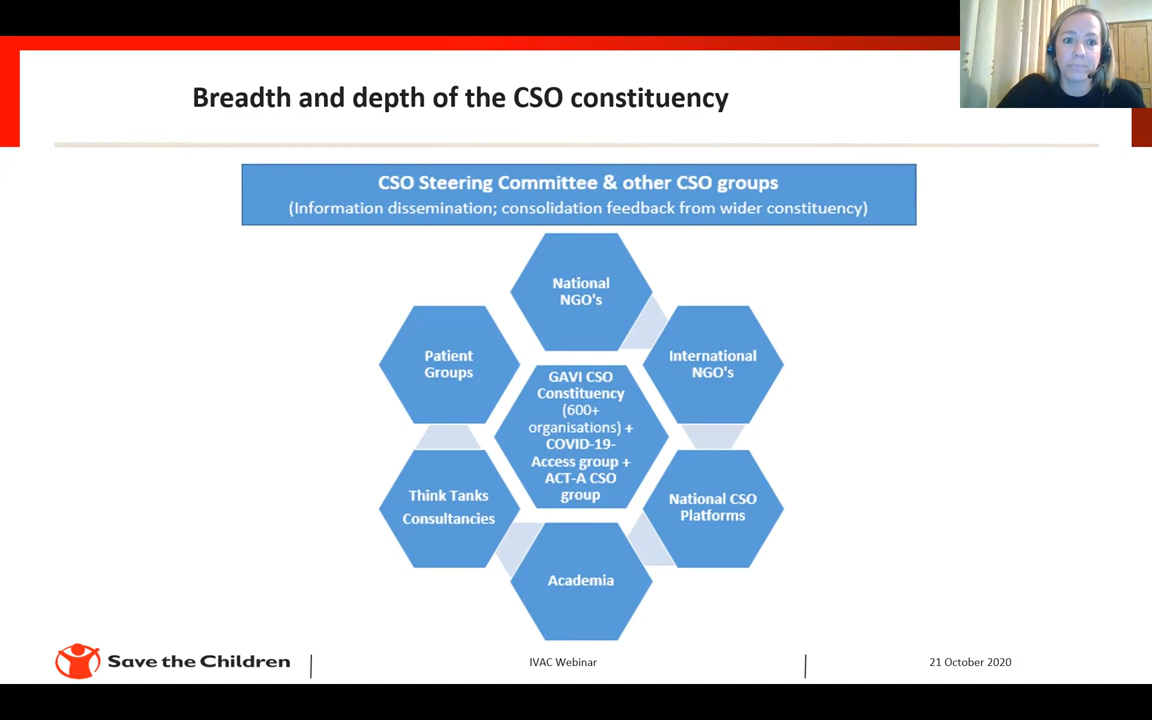 Breadth and depth of the CSO constituency
CSO Steering Committee & other CSO groups
(Information dissemination; consolidation feedback from wider constituency)
National
NGO's
Patient
Groups
International
NGO's
GAVI CSO
Constituency
(600+
organisations) +
COVID-19-
Access group +
ACT-A CSO
group
Think Tanks
Consultancies
National CSO
Platforms
Academia
Save the Children
IVAC Webinar
21 October 2020